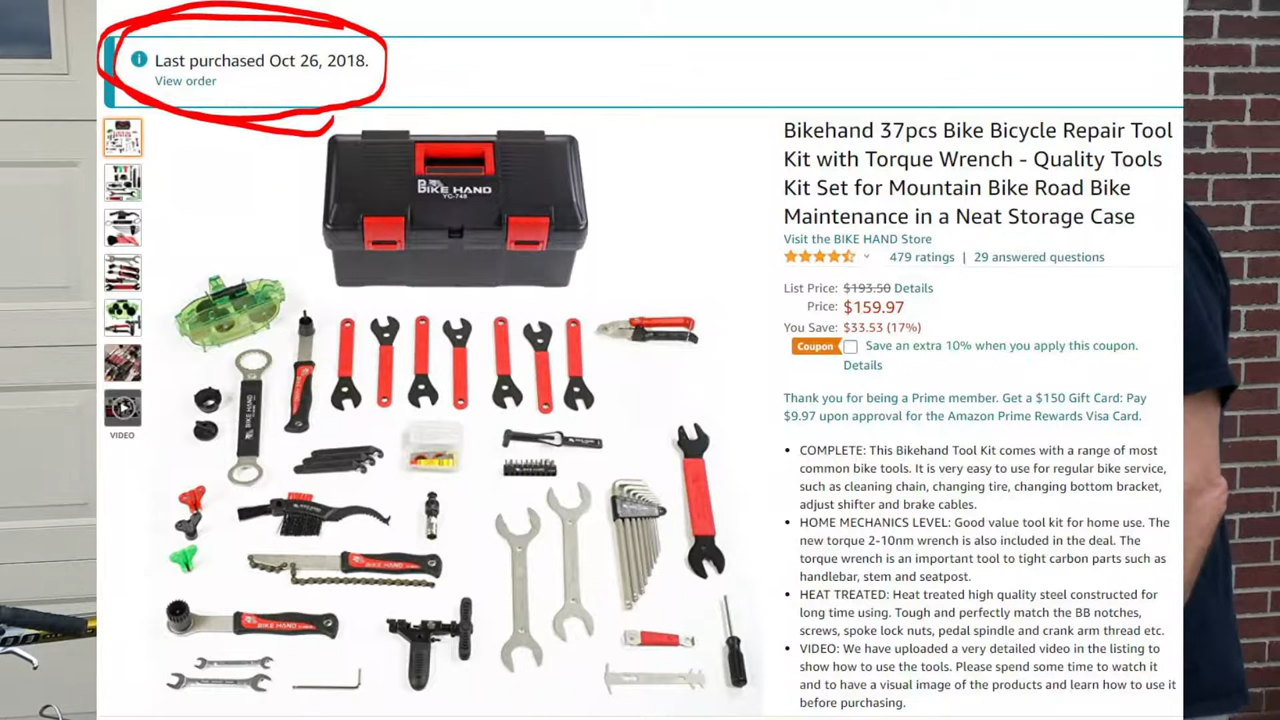 Last purchased Oct 26, 2018.
View order
BIKE HAND
YC-748
VIDEO
Bikehand 37pcs Bike Bicycle Repair Tool
Kit with Torque Wrench - Quality Tools
Kit Set for Mountain Bike Road Bike
Maintenance in a Neat Storage Case
Visit the BIKE HAND Store
479 ratings | 29 answered questions
List Price: $193.50 Details
Price: $159.97
You Save: $33.53 (17%)
Coupon Save an extra 10% when you apply this coupon.
Details
Thank you for being a Prime member. Get a $150 Gift Card: Pay
$9.97 upon approval for the Amazon Prime Rewards Visa Card.
• COMPLETE: This Bikehand Tool Kit comes with a range of most
common bike tools. It is very easy to use for regular bike service,
such as cleaning chain, changing tire, changing bottom bracket,
adjust shifter and brake cables.
• HOME MECHANICS LEVEL: Good value tool kit for home use. The
new torque 2-10nm wrench is also included in the deal. The
torque wrench is an important tool to tight carbon parts such as
handlebar, stem and seatpost.
• HEAT TREATED: Heat treated high quality steel constructed for
long time using. Tough and perfectly match the BB notches,
screws, spoke lock nuts, pedal spindle and crank arm thread etc.
• VIDEO: We have uploaded a very detailed video in the listing to
show how to use the tools. Please spend some time to watch it
and to have a visual image of the products and learn how to use it
before purchasing.
BIKE HAND
BIKE HAND
BIKE HAND